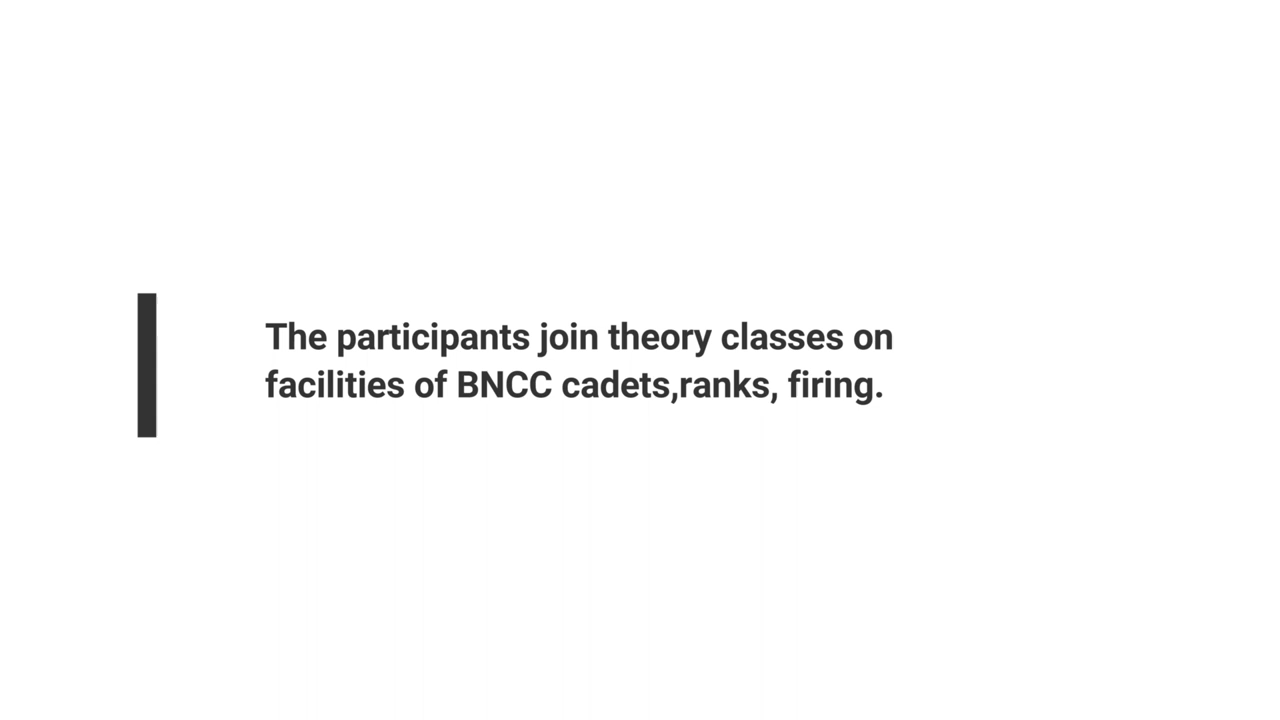 The participants join theory classes on
facilities of BNCC cadets,ranks, firing.